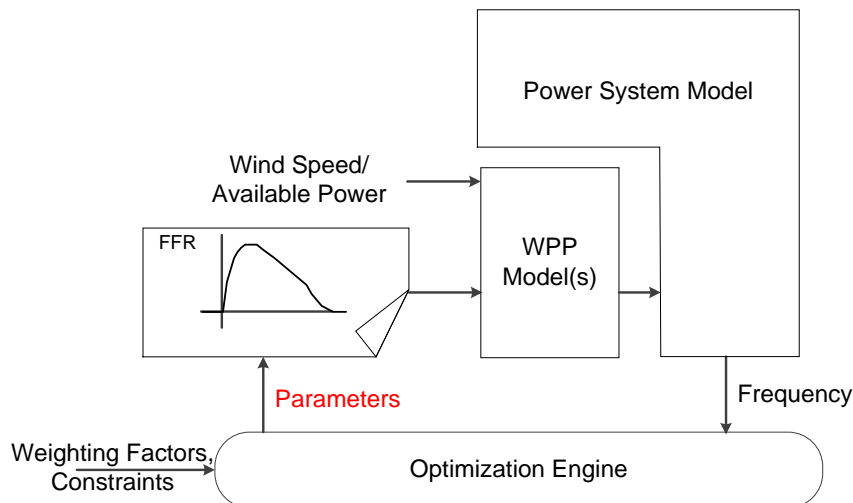 Power System Model
Wind Speed/
Available Power
FFR
WPP
Model(s)
Parameters
Frequency
Weighting Factors,
Constraints
Optimization Engine